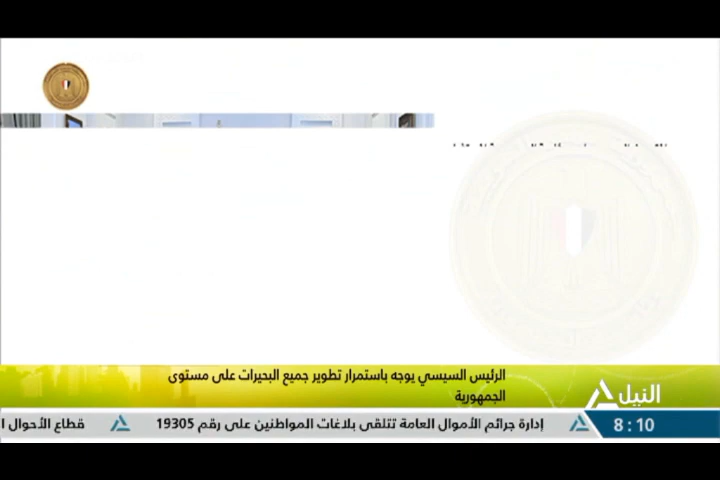 الرئيس السيسي يوجه باستمرار تطوير جميع البحيرات على مستوى
الجمهورية
النيل
8:10
إدارة جرائم الأموال العامة تتلقى بلاغات المواطنين على رقم 19305
قطاع الأحوال ا